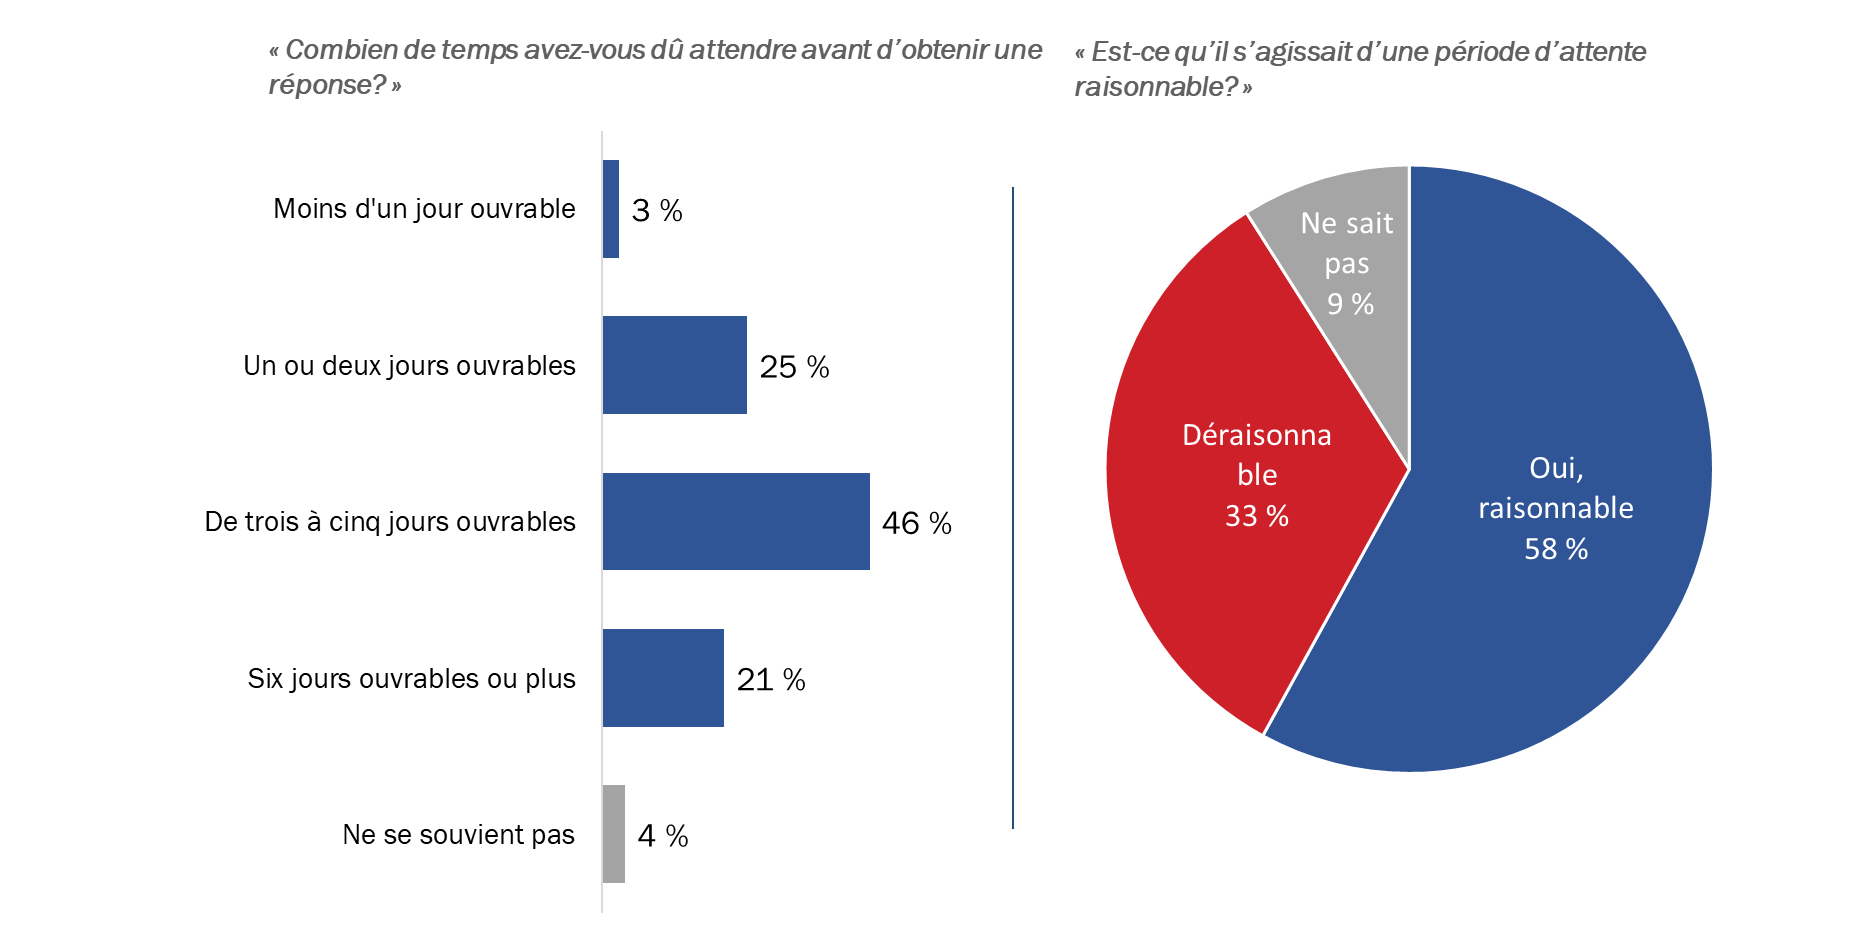 « Combien de temps avez-vous dû attendre avant d’obtenir une
réponse? »
Moins d'un jour ouvrable
3 %
Un ou deux jours ouvrables
25 %
De trois à cinq jours ouvrables
46 %
Six jours ouvrables ou plus
21 %
Ne se souvient pas
4 %
« Est-ce qu’il s’agissait d’une période d’attente
raisonnable? »
Ne sait
pas
9 %
Déraisonna
ble
33 %
Oui,
raisonnable
58 %